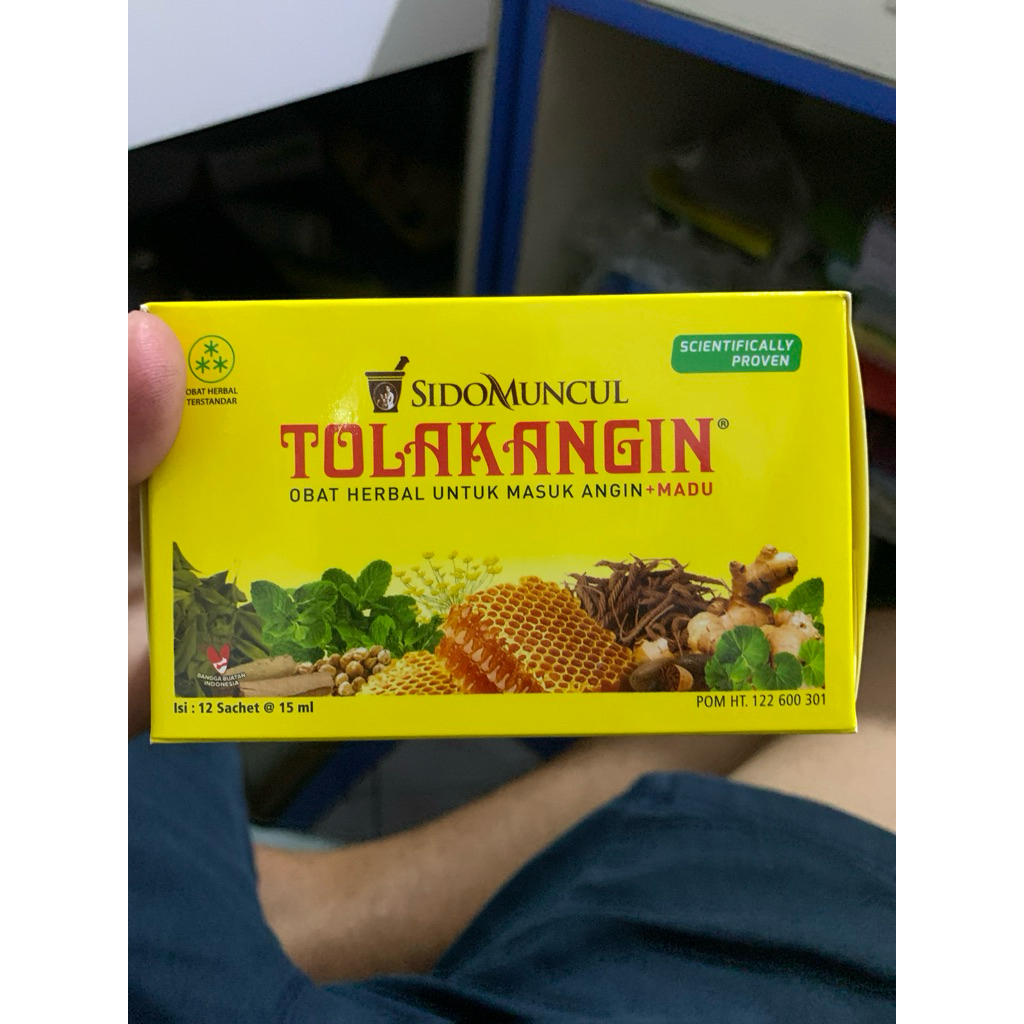 OBAT HERBAL
TERSTANDAR
SCIENTIFICALLY
PROVEN
SIDOMUNCUL
TOLAKANGIN®
OBAT HERBAL UNTUK MASUK ANGIN+MADU
BANGGA BUATAN
INDONESIA
Isi : 12 Sachet @ 15 ml
POM HT. 122 600 301